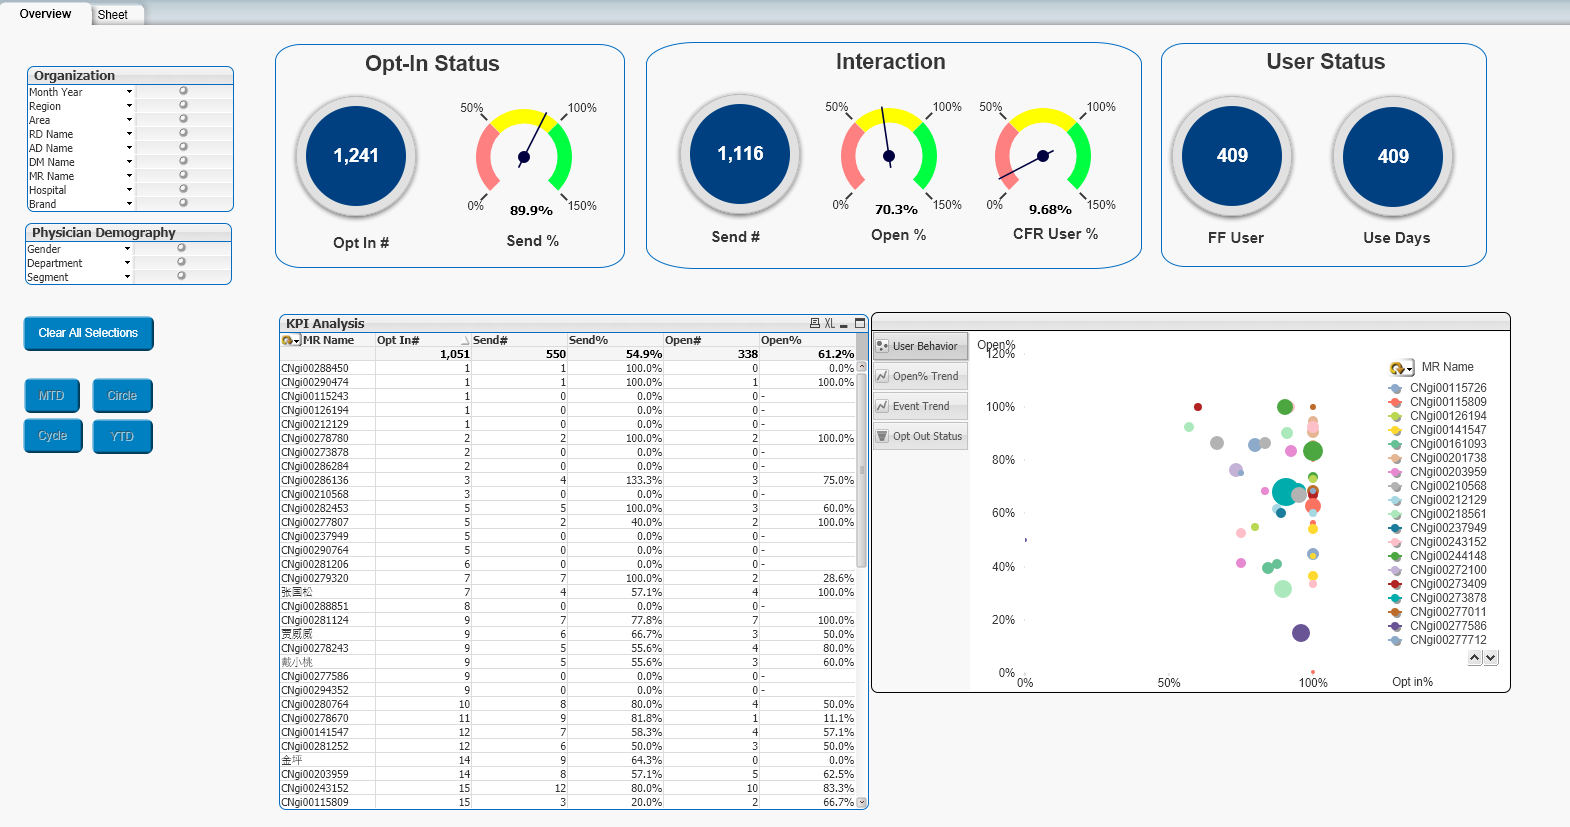 Overview
Sheet
Organization
Month Year
Region
Area
RD Name
AD Name
DM Name
MR Name
Hospital
Brand
Physician Demography
Gender
Department
Segment
Clear All Selections
MTD
Circle
Cycle
YTD
Opt-In Status
1,241
Opt In #
50%
100%
0%
150%
89.9%
Send %
Interaction
1,116
Send #
50%
100%
0%
150%
70.3%
Open %
50%
100%
0%
150%
9.68%
CFR User %
User Status
409
FF User
409
Use Days
KPI Analysis XL
MR Name Opt In# Send# Send% Open# Open%
1,051 550 54.9% 338 61.2%
CNgi00288450 1 1 100.0% 0 0.0%
CNgi00290474 1 1 100.0% 1 100.0%
CNgi00115243 1 0 0.0% 0 -
CNgi00126194 1 0 0.0% 0 -
CNgi00212129 1 0 0.0% 0 -
CNgi00278780 2 2 100.0% 2 100.0%
CNgi00273878 2 0 0.0% 0 -
CNgi00286284 2 0 0.0% 0 -
CNgi00286136 3 4 133.3% 3 75.0%
CNgi00210568 3 0 0.0% 0 -
CNgi00282453 5 5 100.0% 3 60.0%
CNgi00277807 5 2 40.0% 2 100.0%
CNgi00237949 5 0 0.0% 0 -
CNgi00290764 5 0 0.0% 0 -
CNgi00281206 6 0 0.0% 0 -
CNgi00279320 7 7 100.0% 2 28.6%
张国松 7 4 57.1% 4 100.0%
CNgi00288851 8 0 0.0% 0 -
CNgi00281124 9 7 77.8% 7 100.0%
贾威威 9 6 66.7% 3 50.0%
CNgi00278243 9 5 55.6% 4 80.0%
戴小桃 9 5 55.6% 3 60.0%
CNgi00277586 9 0 0.0% 0 -
CNgi00294352 9 0 0.0% 0 -
CNgi00280764 10 8 80.0% 4 50.0%
CNgi00278670 11 9 81.8% 1 11.1%
CNgi00141547 12 7 58.3% 4 57.1%
CNgi00281252 12 6 50.0% 3 50.0%
金坪 14 9 64.3% 0 0.0%
CNgi00203959 14 8 57.1% 5 62.5%
CNgi00243152 15 12 80.0% 10 83.3%
CNgi00115809 15 3 20.0% 2 66.7%
User Behavior
Open% Trend
Event Trend
Opt Out Status
Open%
120%
100%
80%
60%
40%
20%
0%
0%
50%
100%
Opt in%
MR Name
CNgi00115726
CNgi00115809
CNgi00126194
CNgi00141547
CNgi00161093
CNgi00201738
CNgi00203959
CNgi00210568
CNgi00212129
CNgi00218561
CNgi00237949
CNgi00243152
CNgi00244148
CNgi00272100
CNgi00273409
CNgi00273878
CNgi00277011
CNgi00277586
CNgi00277712